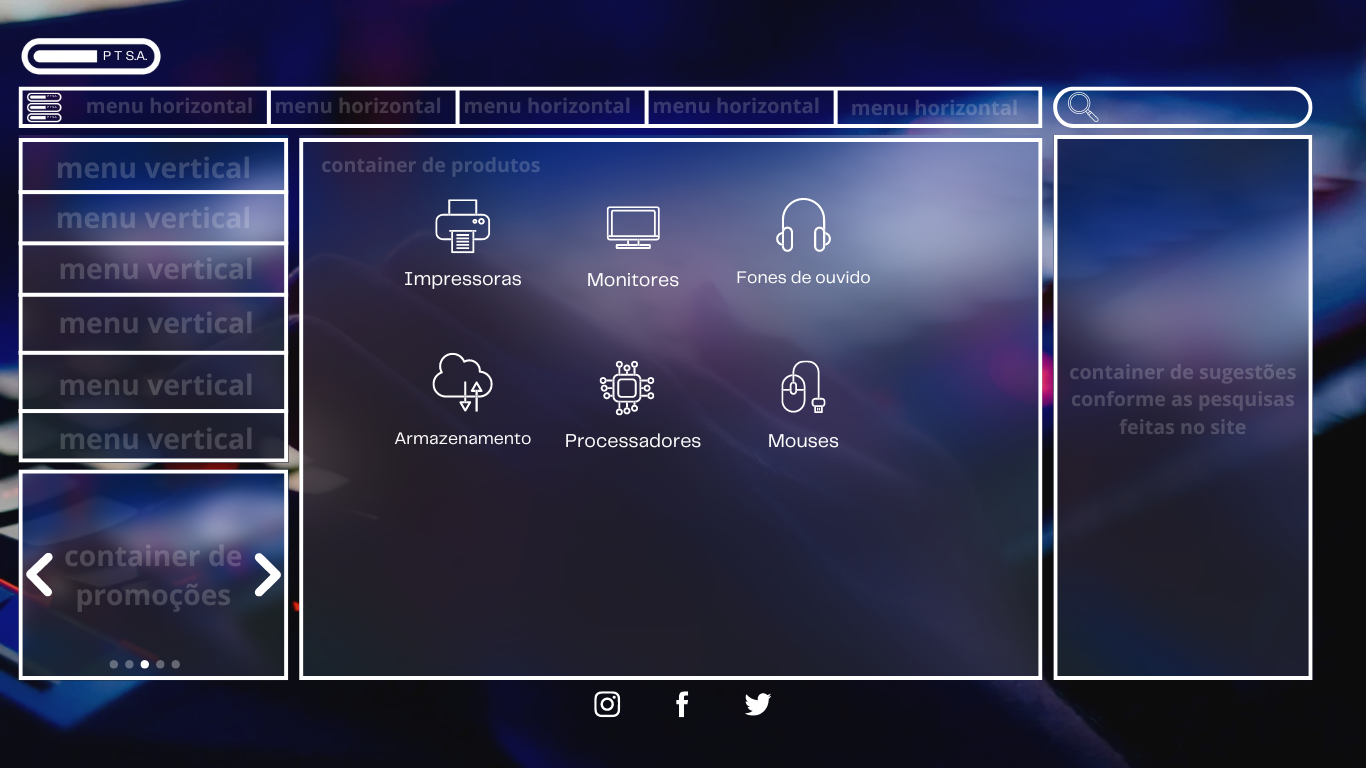 P T S.A.
menu horizontal
menu horizontal
menu horizontal
menu horizontal
menu horizontal
menu vertical
menu vertical
menu vertical
menu vertical
menu vertical
menu vertical
container de
promoções
container de produtos
Impressoras
Monitores
Fones de ouvido
Armazenamento
Processadores
Mouses
container de sugestões
conforme as pesquisas
feitas no site